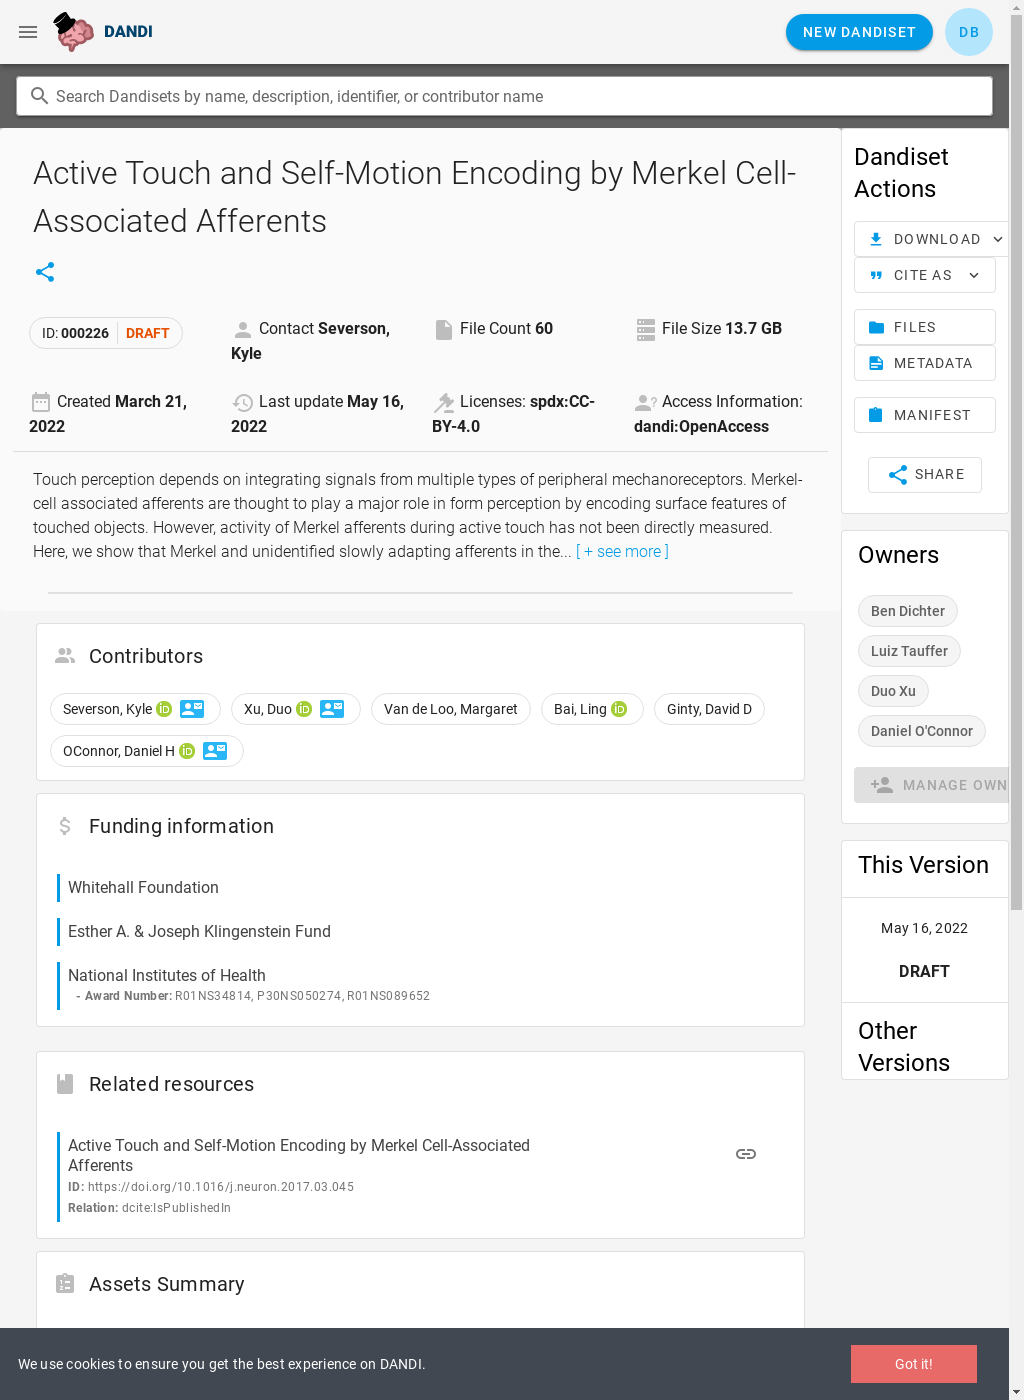 DANDI
NEW DANDISET
DB
Search Dandisets by name, description, identifier, or contributor name
Active Touch and Self-Motion Encoding by Merkel Cell-
Associated Afferents
ID: 000226 DRAFT
Contact Severson,
Kyle
File Count 60
File Size 13.7 GB
Created March 21,
2022
Last update May 16,
2022
Licenses: spdx:CC-
BY-4.0
Access Information:
dandi:OpenAccess
Touch perception depends on integrating signals from multiple types of peripheral mechanoreceptors. Merkel-
cell associated afferents are thought to play a major role in form perception by encoding surface features of
touched objects. However, activity of Merkel afferents during active touch has not been directly measured.
Here, we show that Merkel and unidentified slowly adapting afferents in the... [ + see more ]
Contributors
Severson, Kyle iD
Xu, Duo iD
Van de Loo, Margaret
Bai, Ling iD
Ginty, David D
OConnor, Daniel H iD
Funding information
Whitehall Foundation
Esther A. & Joseph Klingenstein Fund
National Institutes of Health
- Award Number: R01NS34814, P30NS050274, R01NS089652
Related resources
Active Touch and Self-Motion Encoding by Merkel Cell-Associated
Afferents
ID: https://doi.org/10.1016/j.neuron.2017.03.045
Relation: dcite:IsPublishedIn
Assets Summary
Dandiset
Actions
DOWNLOAD
CITE AS
FILES
METADATA
MANIFEST
SHARE
Owners
Ben Dichter
Luiz Tauffer
Duo Xu
Daniel O'Connor
MANAGE OWN
This Version
May 16, 2022
DRAFT
Other
Versions
We use cookies to ensure you get the best experience on DANDI.
Got it!